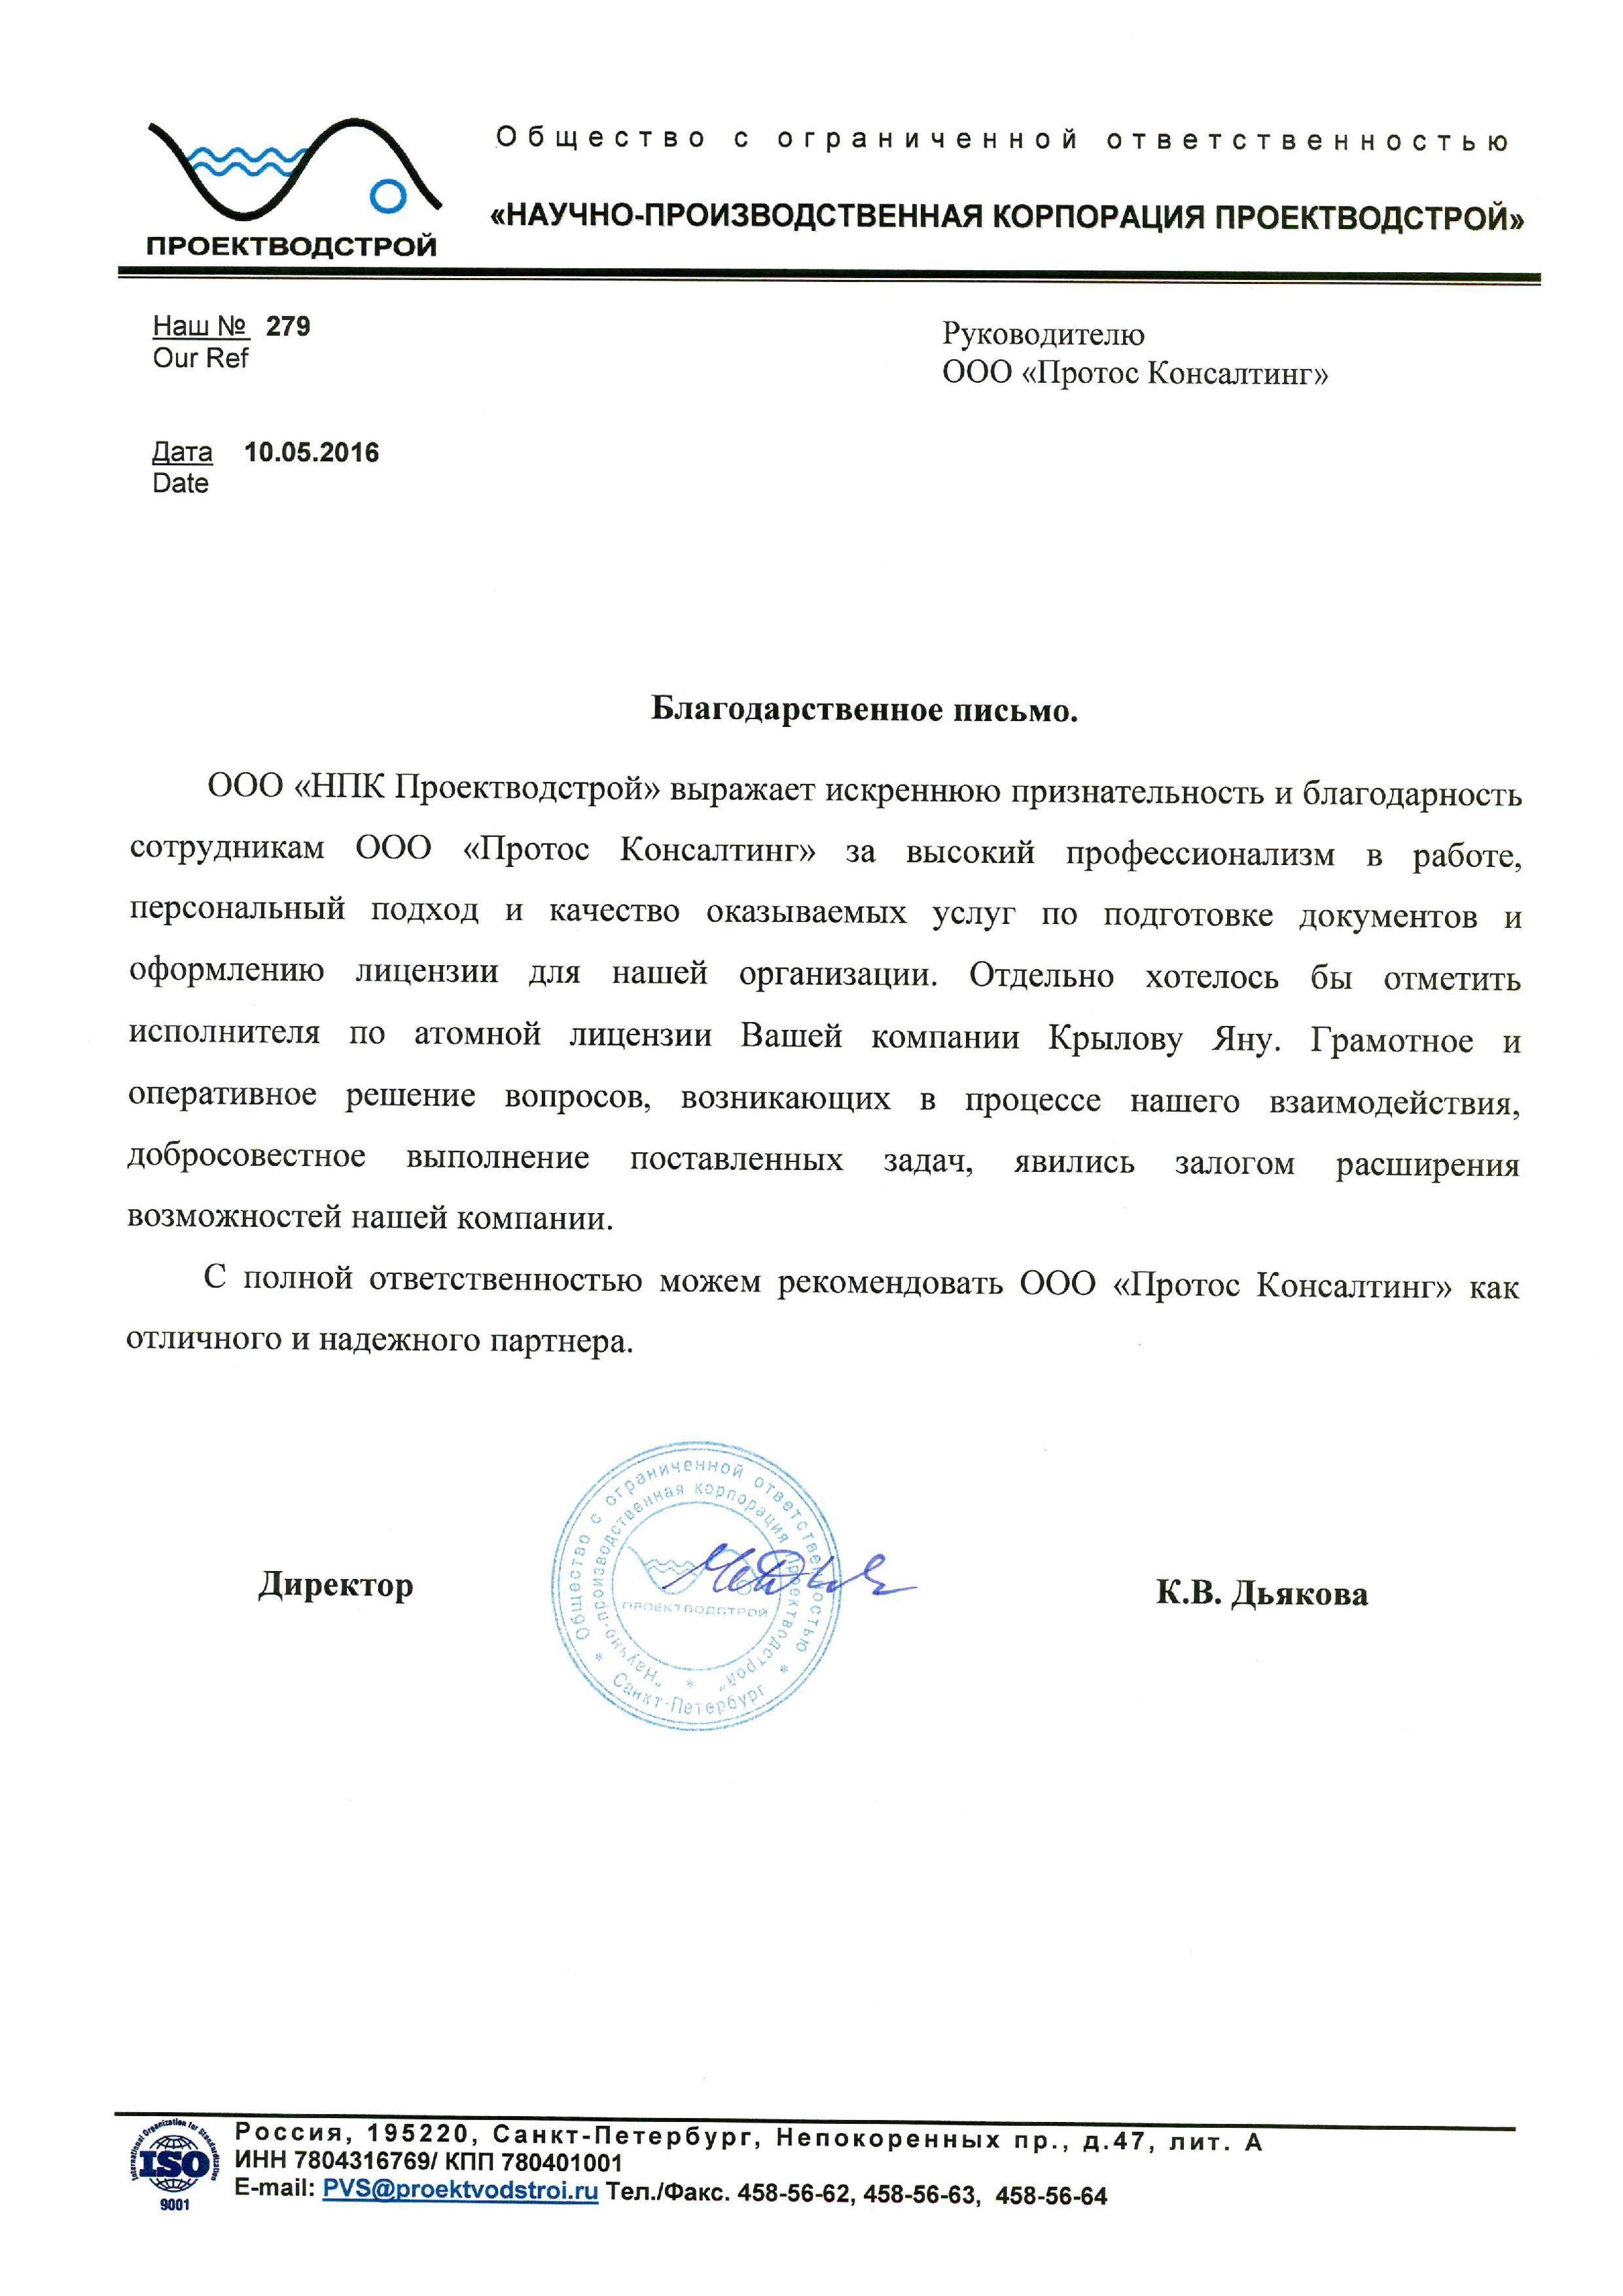 Общество с ограниченной ответственностью
«НАУЧНО-ПРОИЗВОДСТВЕННАЯ КОРПОРАЦИЯ ПРОЕКТВОДСТРОЙ»
ПРОЕКТВОДСТРОЙ
Наш № 279
Our Ref
Руководителю
ООО «Протос Консалтинг»
Дата 10.05.2016
Date
Благодарственное письмо.
ООО «НПК Проектводстрой» выражает искреннюю признательность и благодарность
сотрудникам ООО «Протос Консалтинг» за высокий профессионализм в работе,
персональный подход и качество оказываемых услуг по подготовке документов и
оформлению лицензии для нашей организации. Отдельно хотелось бы отметить
исполнителя по атомной лицензии Вашей компании Крылову Яну. Грамотное и
оперативное решение вопросов, возникающих в процессе нашего взаимодействия,
добросовестное выполнение поставленных задач, явились залогом расширения
возможностей нашей компании.
С полной ответственностью можем рекомендовать ООО «Протос Консалтинг» как
отличного и надежного партнера.
Директор
К.В. Дьякова
* Общество с ограниченной ответственностью *
Санкт-Петербург
"Научно-производственная корпорация Проектводстрой" *
ПРОЕКТВОДСТРОЙ
International Organization for Standardization
ISO
9001
Россия, 195220, Санкт-Петербург, Непокоренных пр., д.47, лит. А
ИНН 7804316769/ КПП 780401001
E-mail: PVS@proektvodstroi.ru Тел./Факс. 458-56-62, 458-56-63, 458-56-64